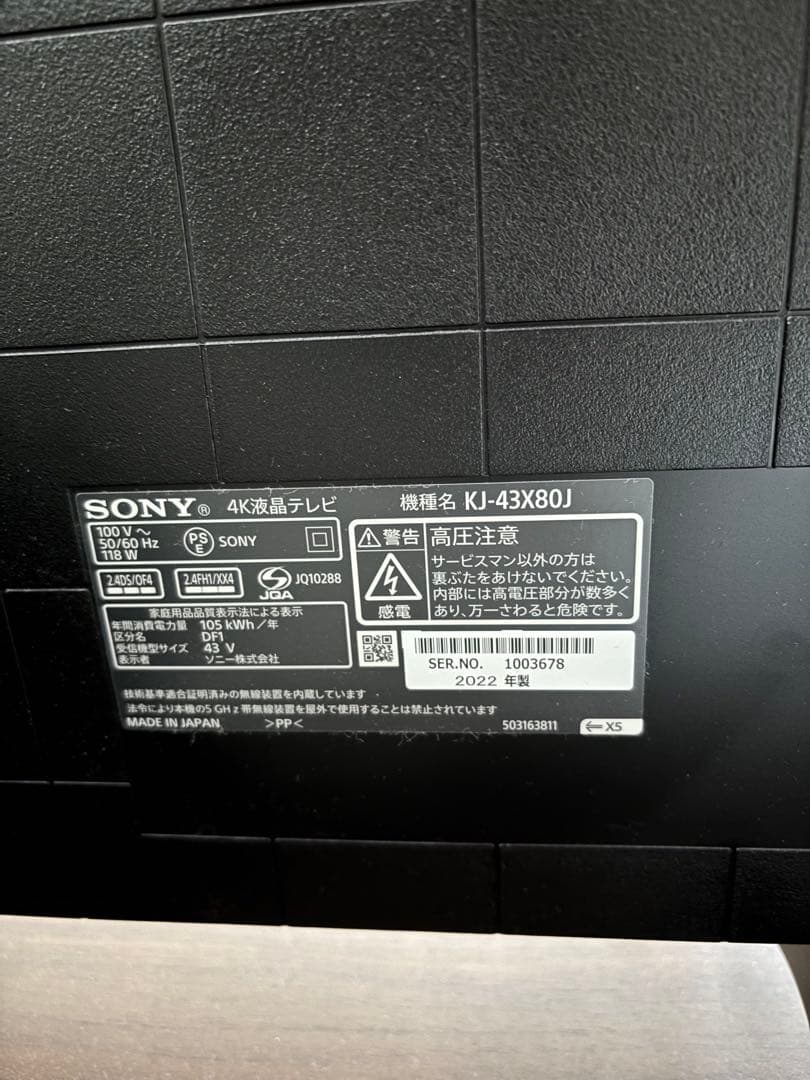 SONY® 4K液晶テレビ 機種名 KJ-43X80J
100 V～
50/60 Hz
118 W
PS
E
SONY
2.4DS/OF4
2.4FH1/XX4
JQA
JQ10288
家庭用品品質表示法による表示
年間消費電力量 105 kWh／年
区分名 DF1
受信機型サイズ 43 V
表示者 ソニー株式会社
警告
感電
高圧注意
サービスマン以外の方は
裏ぶたをあけないでください。
内部には高電圧部分が数多く
あり、万一さわると危険です。
SER.NO. 1003678
2022 年製
技術基準適合証明済みの無線装置を内蔵しています
法令により本機の5 GHz帯無線装置を屋外で使用することは禁止されています
MADE IN JAPAN >PP< 503163811 ⇐X5